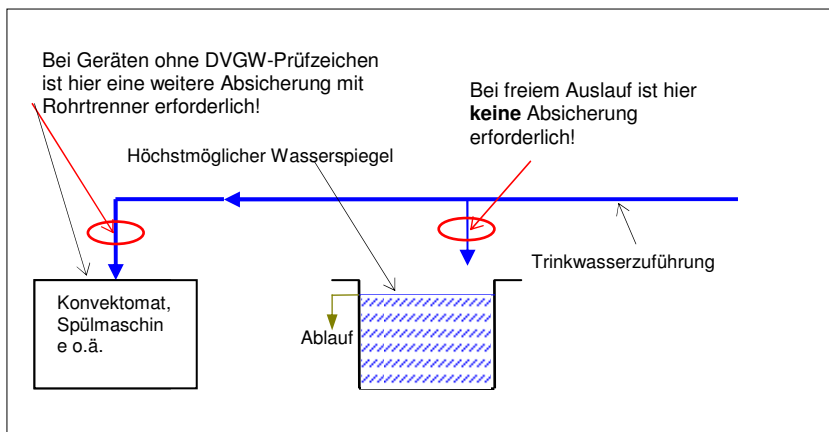 Bei Geräten ohne DVGW-Prüfzeichen
ist hier eine weitere Absicherung mit
Rohrtrenner erforderlich!
Bei freiem Auslauf ist hier
keine Absicherung
erforderlich!
Höchstmöglicher Wasserspiegel
Trinkwasserzuführung
Konvektomat,
Spülmaschin
e o.ä.
Ablauf